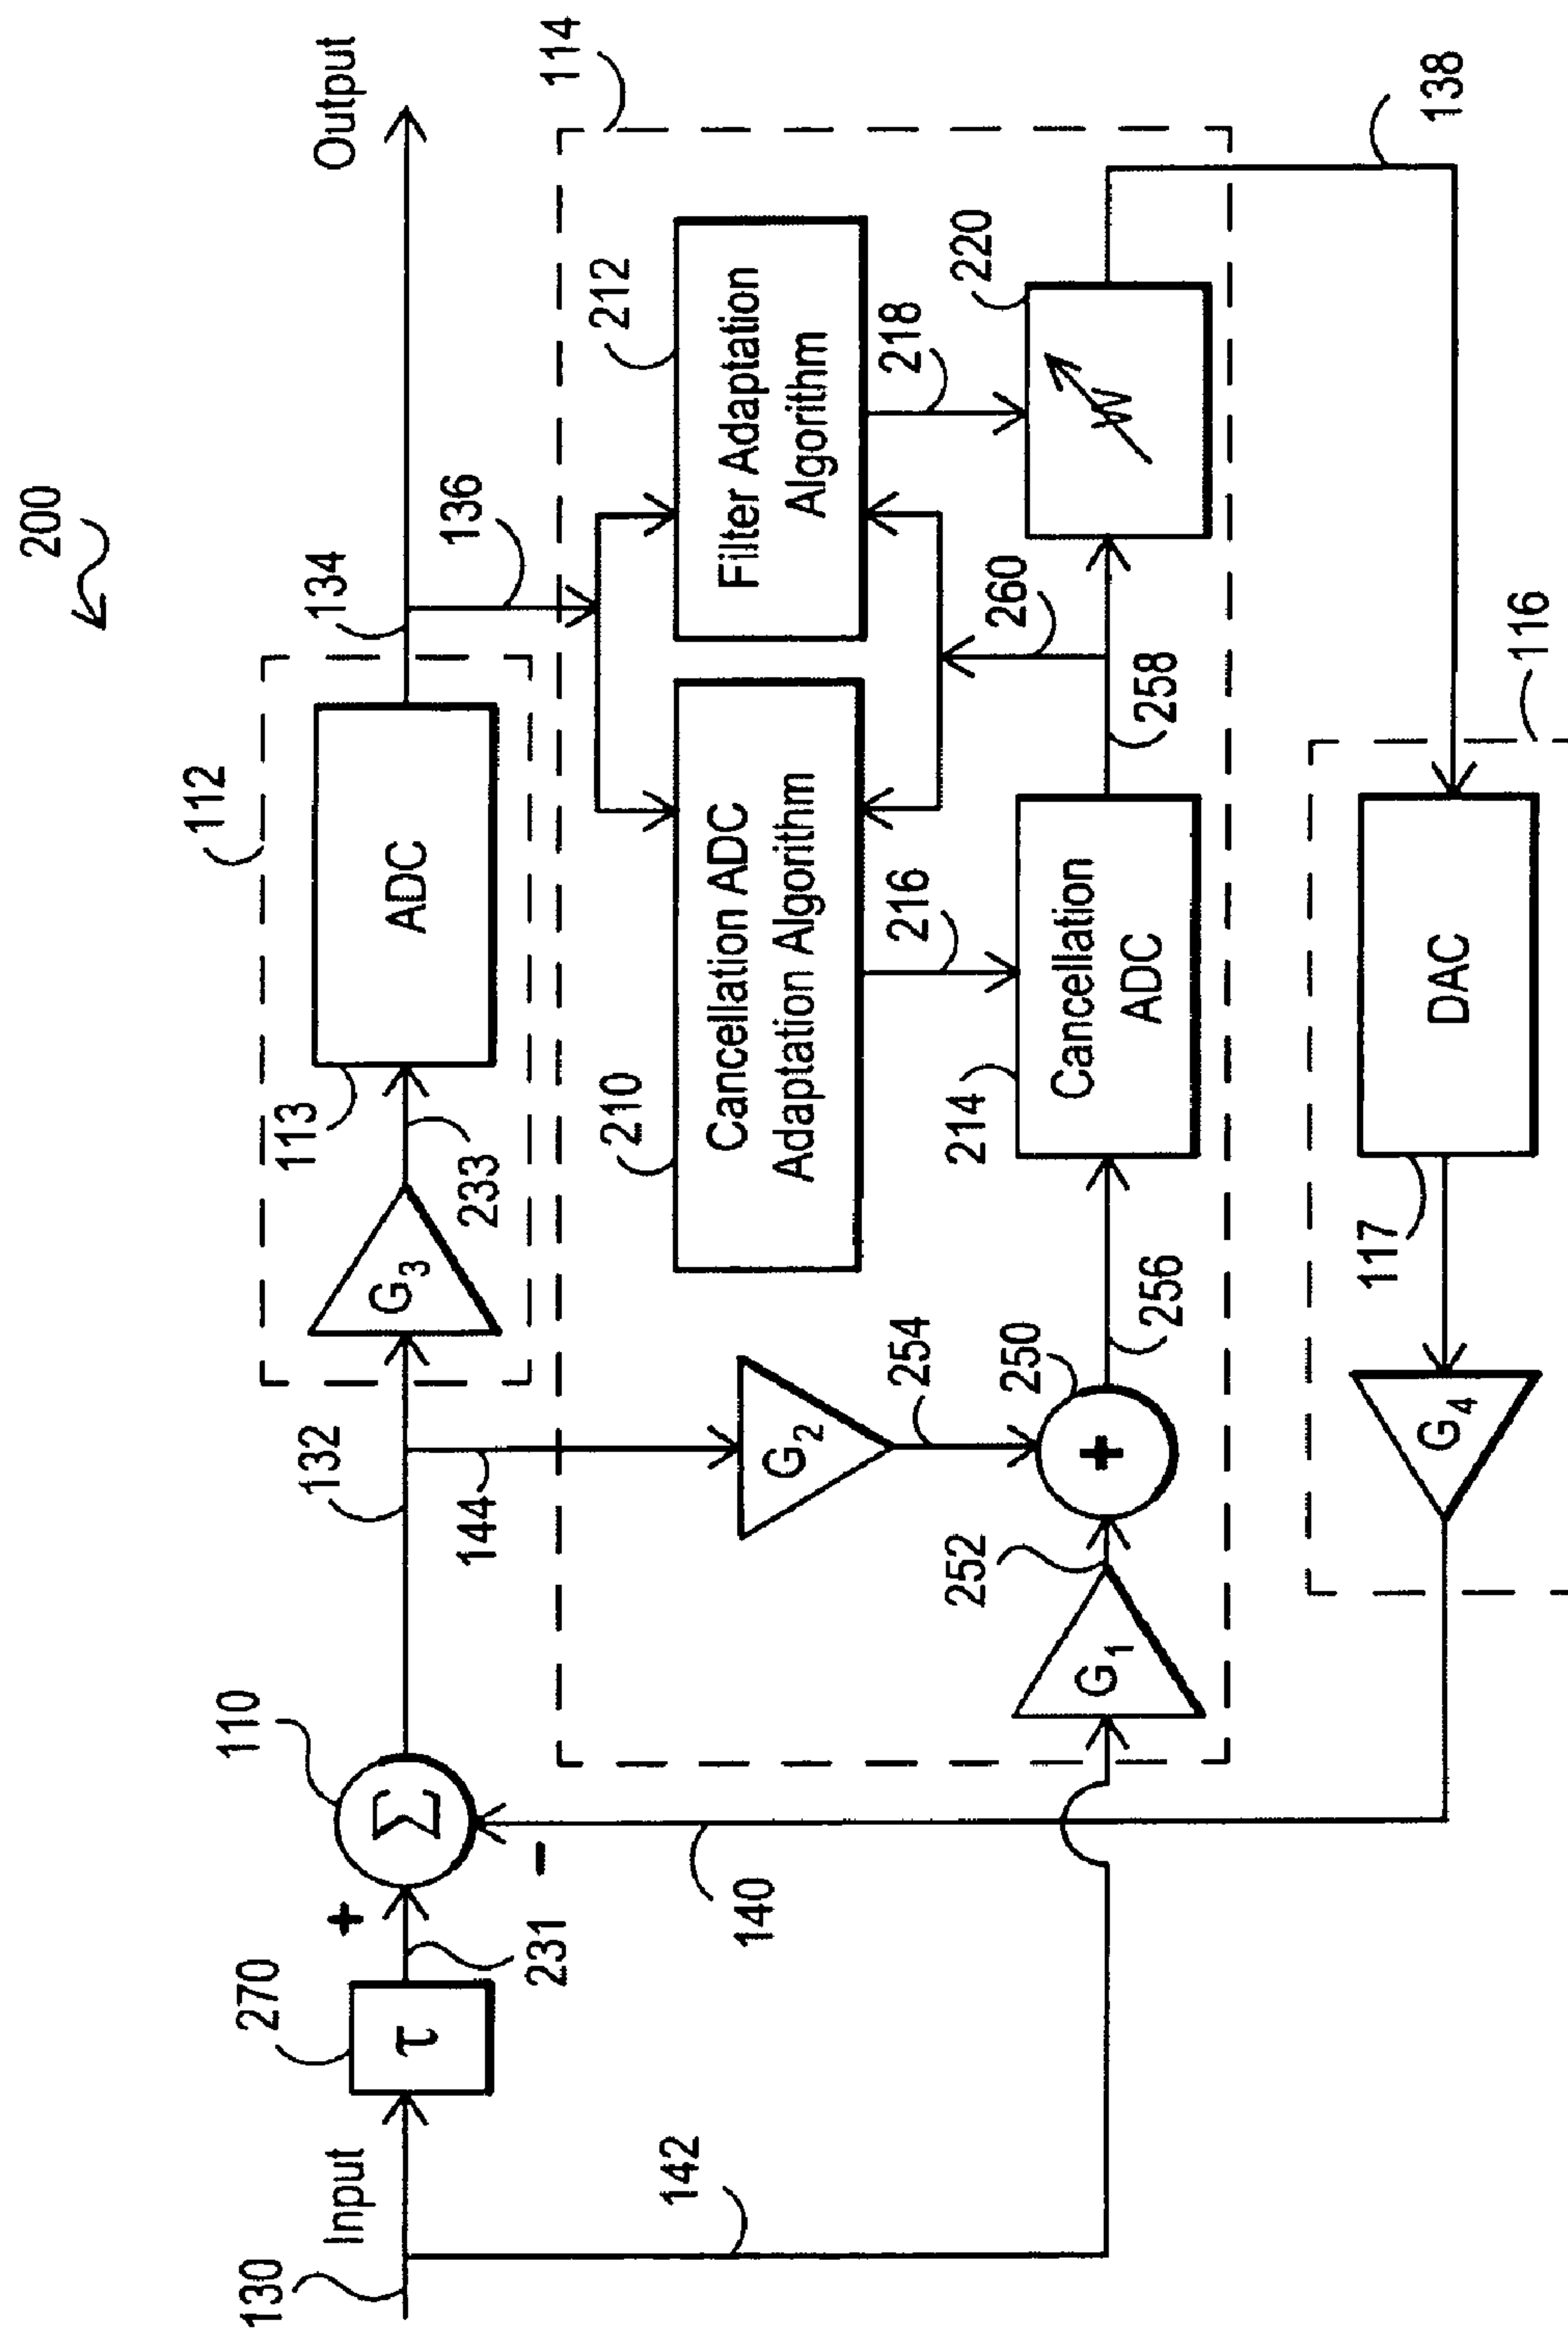 200
Input
130
270
τ
231
+
−
110
Σ
132
144
140
142
112
G3
233
113
ADC
134
136
Output
114
G2
254
G1
252
250
+
256
210
Cancellation ADC
Adaptation Algorithm
216
214
Cancellation
ADC
258
260
212
Filter Adaptation
Algorithm
218
220
W
138
116
DAC
117
G4